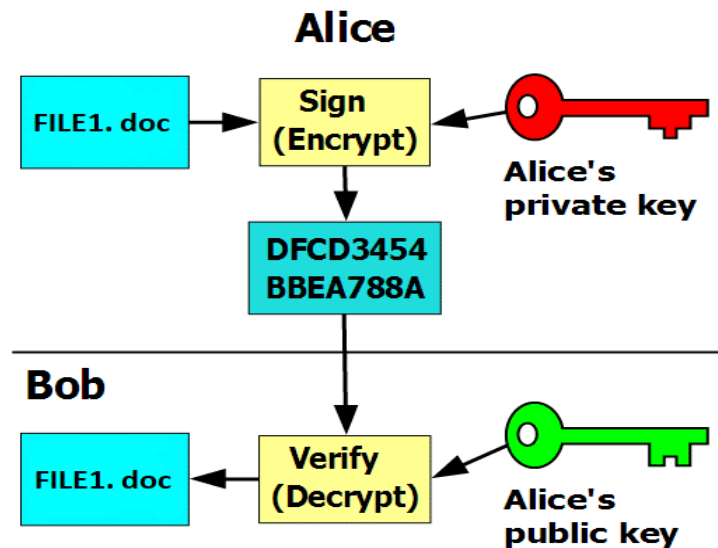 Alice
FILE1. doc
Sign
(Encrypt)
Alice's
private key
DFCD3454
BBEA788A
Bob
FILE1. doc
Verify
(Decrypt)
Alice's
public key